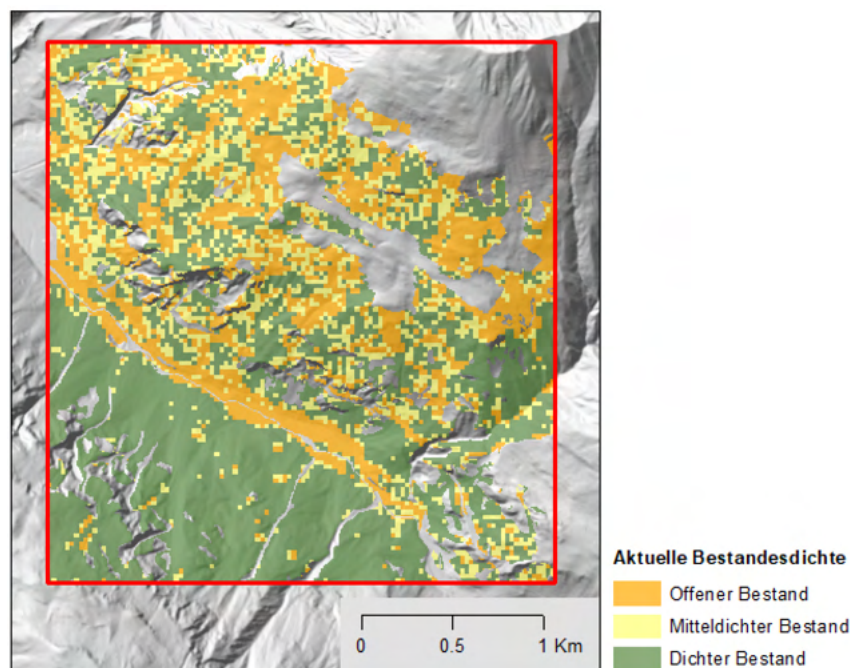 Aktuelle Bestandesdichte
Offener Bestand
Mitteldichter Bestand
Dichter Bestand
0 0.5 1 Km